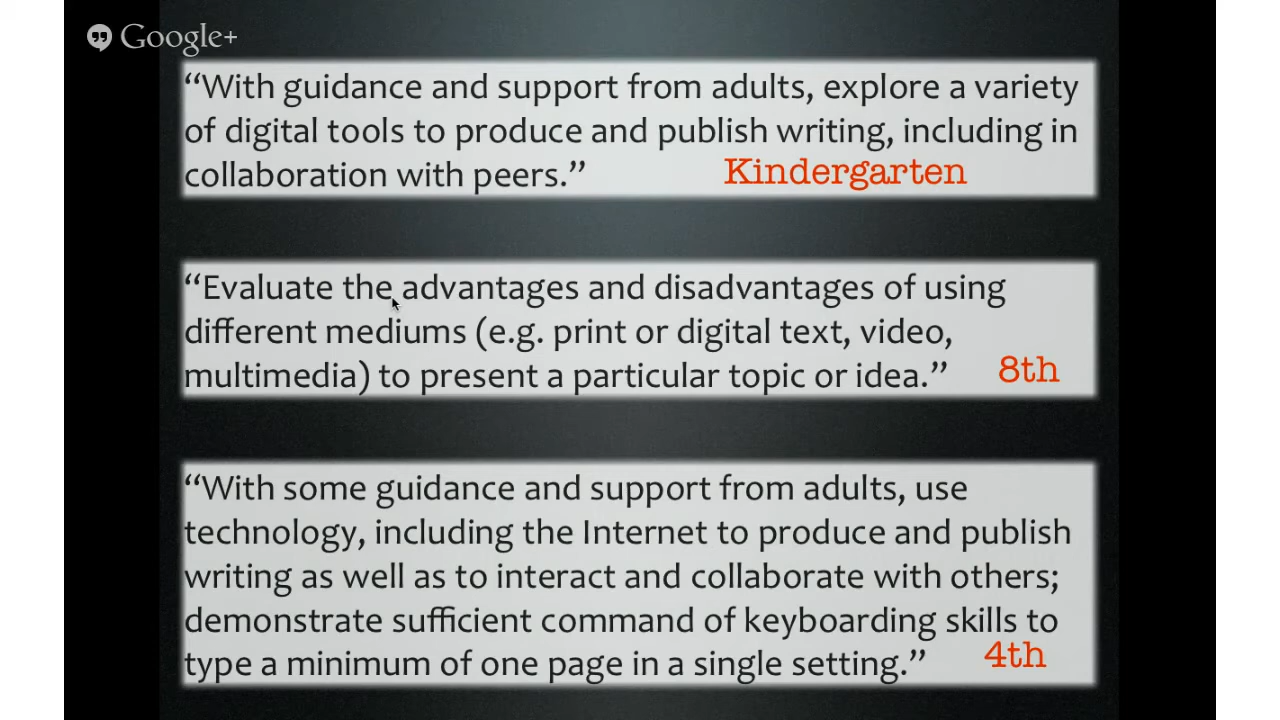 Google+
“With guidance and support from adults, explore a variety
of digital tools to produce and publish writing, including in
collaboration with peers.” Kindergarten
“Evaluate the advantages and disadvantages of using
different mediums (e.g. print or digital text, video,
multimedia) to present a particular topic or idea.” 8th
“With some guidance and support from adults, use
technology, including the Internet to produce and publish
writing as well as to interact and collaborate with others;
demonstrate sufficient command of keyboarding skills to
type a minimum of one page in a single setting.” 4th